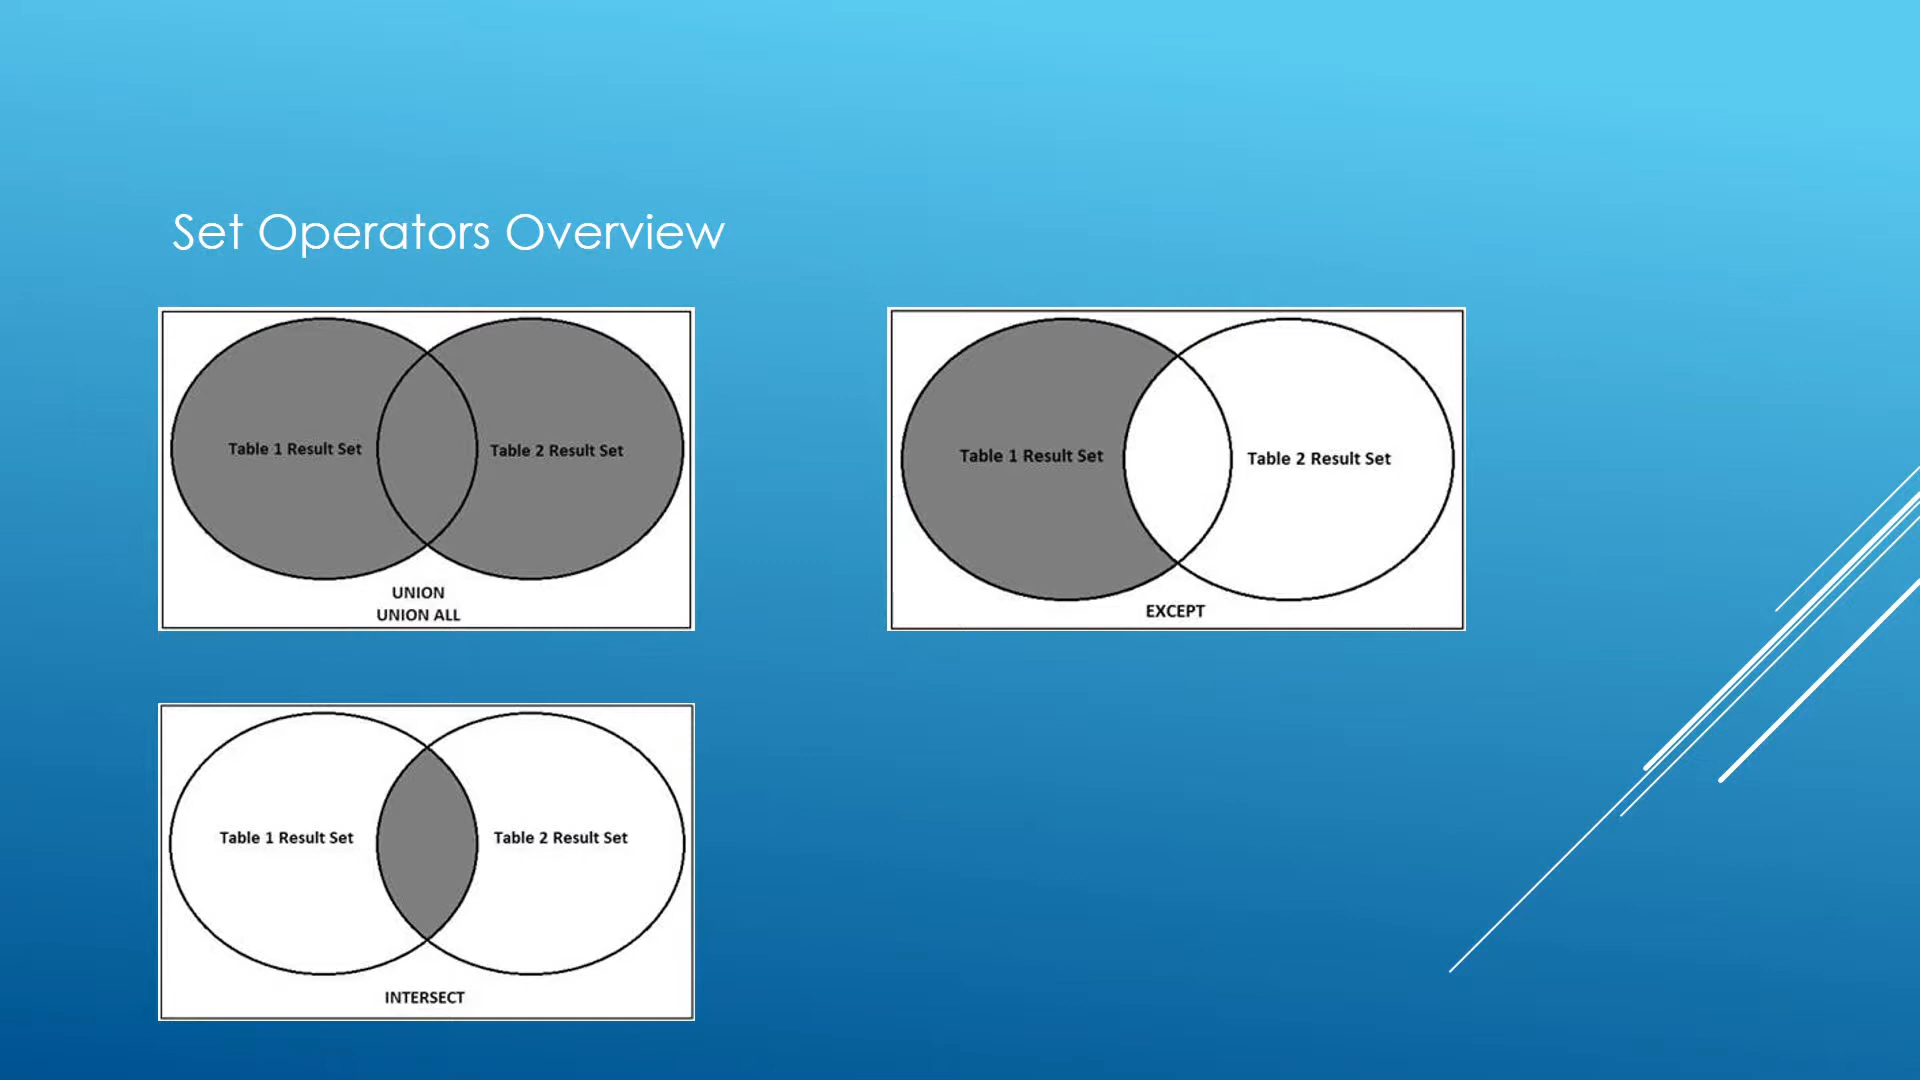 Set Operators Overview
Table 1 Result Set
Table 2 Result Set
UNION
UNION ALL
Table 1 Result Set
Table 2 Result Set
EXCEPT
Table 1 Result Set
Table 2 Result Set
INTERSECT